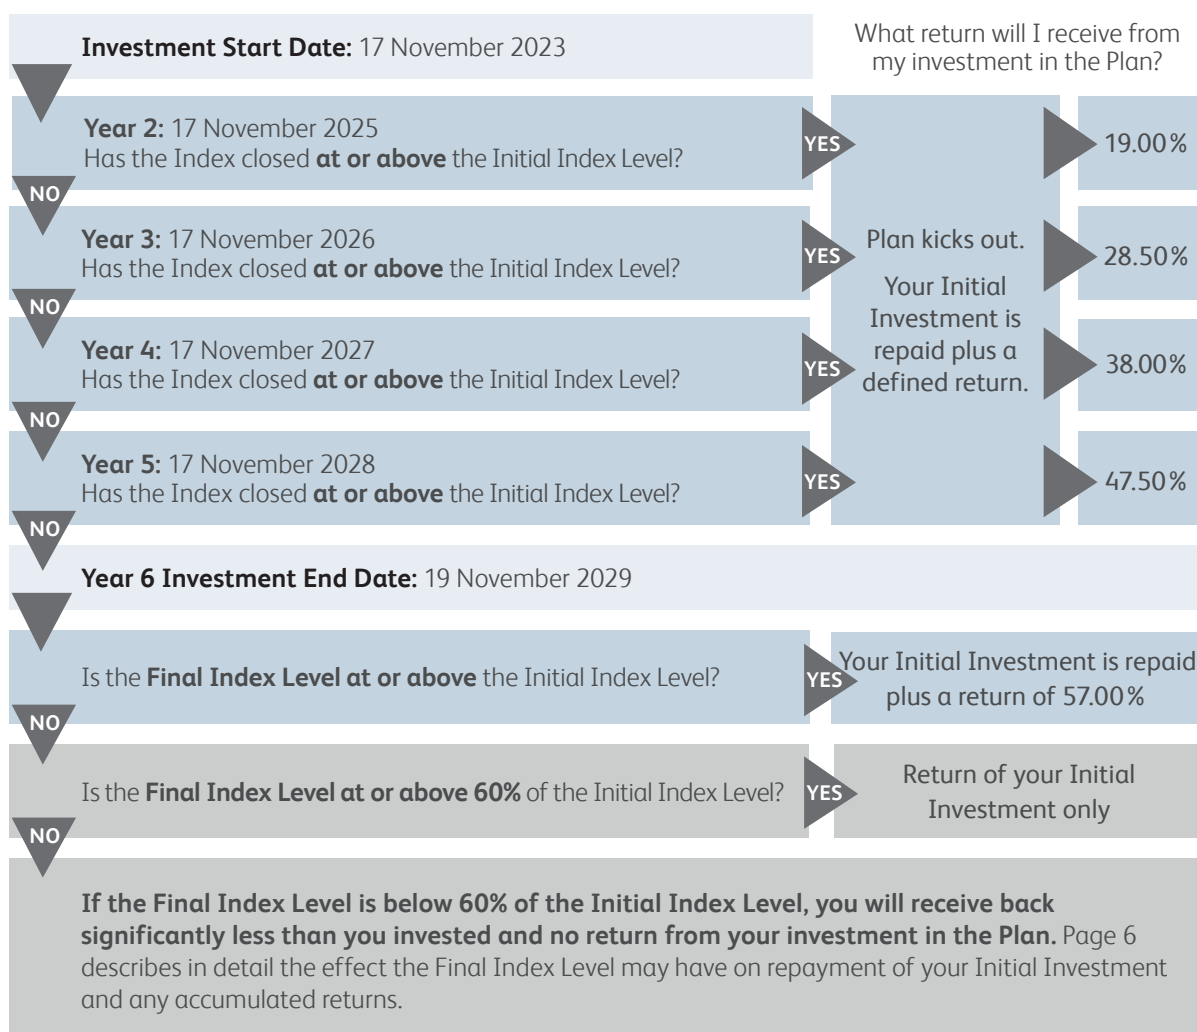 Investment Start Date: 17 November 2023
What return will I receive from
my investment in the Plan?
Year 2: 17 November 2025
Has the Index closed at or above the Initial Index Level?
YES
19.00%
NO
Year 3: 17 November 2026
Has the Index closed at or above the Initial Index Level?
YES
28.50%
NO
Year 4: 17 November 2027
Has the Index closed at or above the Initial Index Level?
YES
38.00%
NO
Year 5: 17 November 2028
Has the Index closed at or above the Initial Index Level?
YES
47.50%
Plan kicks out.
Your Initial
Investment is
repaid plus a
defined return.
NO
Year 6 Investment End Date: 19 November 2029
Is the Final Index Level at or above the Initial Index Level?
YES
Your Initial Investment is repaid
plus a return of 57.00%
NO
Is the Final Index Level at or above 60% of the Initial Index Level?
YES
Return of your Initial
Investment only
NO
If the Final Index Level is below 60% of the Initial Index Level, you will receive back
significantly less than you invested and no return from your investment in the Plan. Page 6
describes in detail the effect the Final Index Level may have on repayment of your Initial Investment
and any accumulated returns.